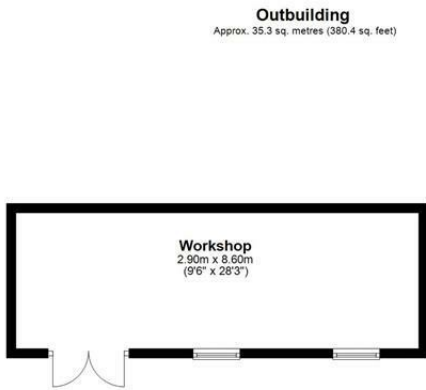 Outbuilding
Approx. 35.3 sq. metres (380.4 sq. feet)
Workshop
2.90m x 8.60m
(9'6" x 28'3")